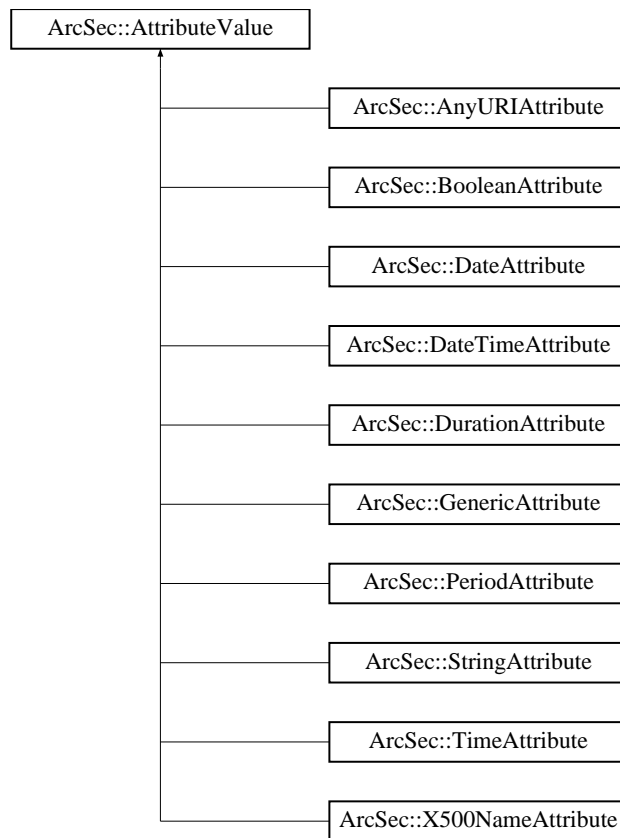 ArcSec::AttributeValue
ArcSec::AnyURIAttribute
ArcSec::BooleanAttribute
ArcSec::DateAttribute
ArcSec::DateTimeAttribute
ArcSec::DurationAttribute
ArcSec::GenericAttribute
ArcSec::PeriodAttribute
ArcSec::StringAttribute
ArcSec::TimeAttribute
ArcSec::X500NameAttribute